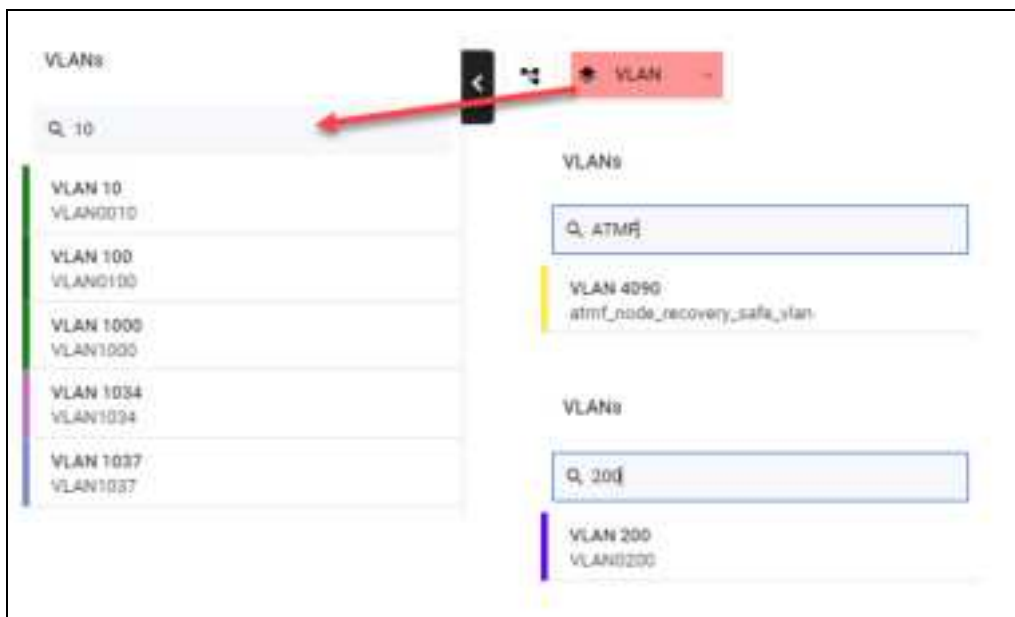 VLANs
10
VLAN 10
VLAN0010
VLAN 100
VLAN0100
VLAN 1000
VLAN1000
VLAN 1034
VLAN1034
VLAN 1037
VLAN1037
VLAN
VLANs
ATMF
VLAN 4090
atmf_node_recovery_safe_vlan
VLANs
200
VLAN 200
VLAN0200